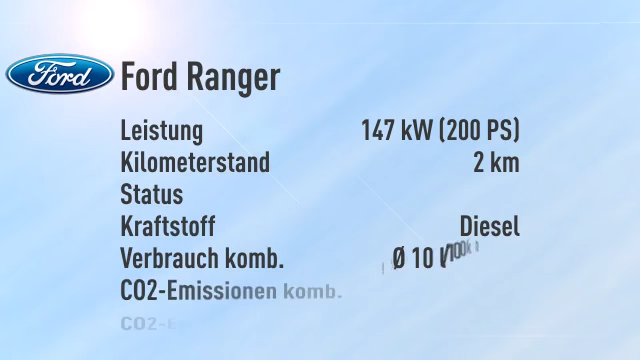 Ford
Ford Ranger
Leistung 147 kW (200 PS)
Kilometerstand 2 km
Status
Kraftstoff Diesel
Verbrauch komb. Ø 10 l/100k
CO2-Emissionen komb.